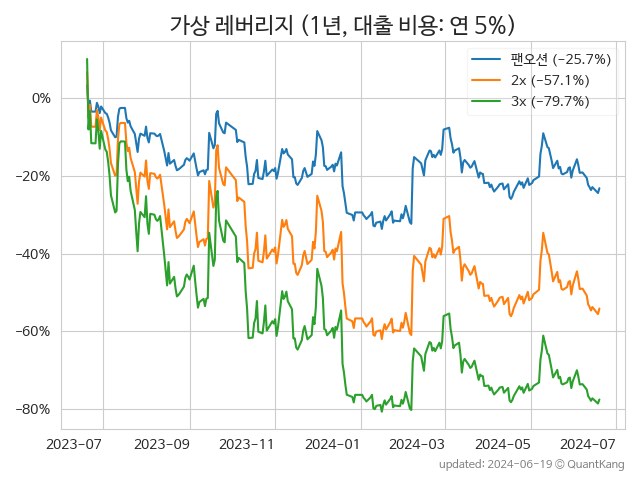 가상 레버리지 (1년, 대출 비용: 연 5%)
팬오션 (−25.7%)
2x (−57.1%)
3x (−79.7%)
0%
−20%
−40%
−60%
−80%
2023−07 2023−09 2023−11 2024−01 2024−03 2024−05 2024−07
updated: 2024−06−19 ⓒ QuantKang